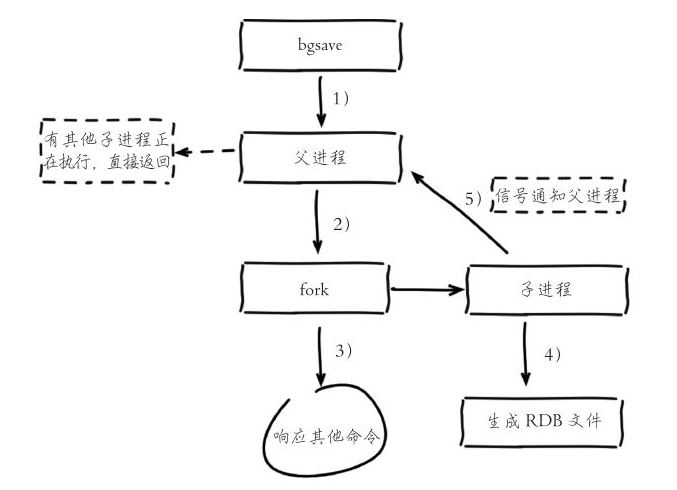 bgsave
1)
有其他子进程正
在执行，直接返回
父进程
5)
信号通知父进程
2)
fork
子进程
3)
4)
响应其他命令
生成 RDB 文件